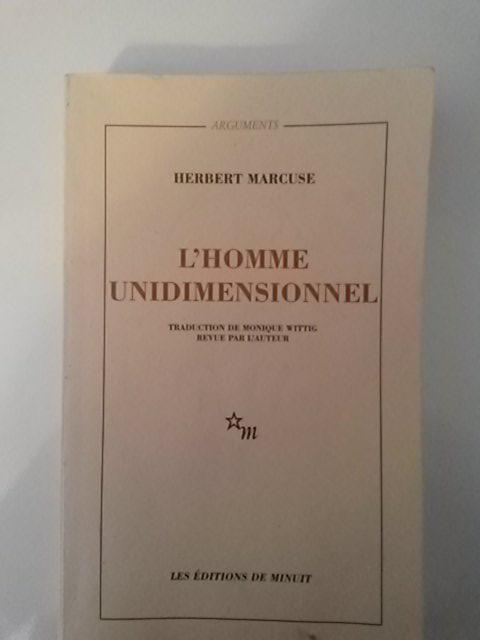 ARGUMENTS
HERBERT MARCUSE
L'HOMME
UNIDIMENSIONNEL
TRADUCTION DE MONIQUE WITTIG
REVUE PAR L'AUTEUR
m
LES ÉDITIONS DE MINUIT